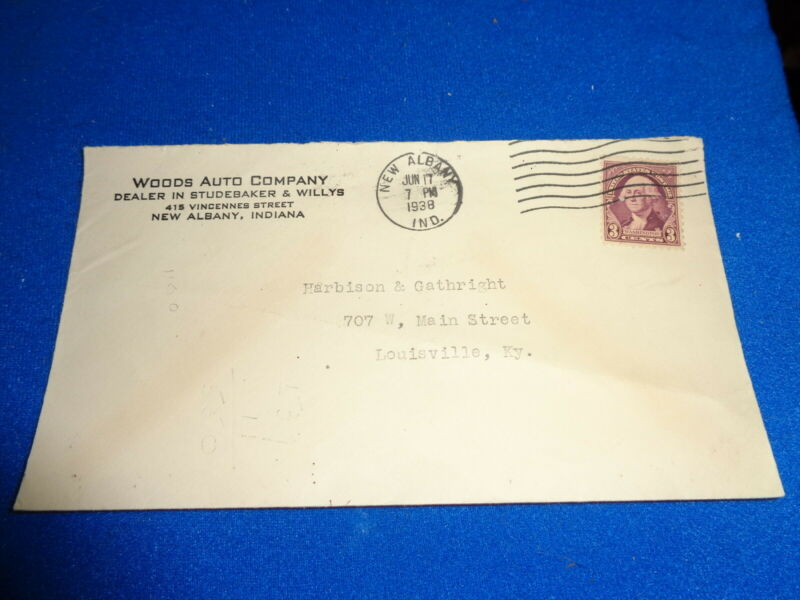 WOODS AUTO COMPANY
DEALER IN STUDEBAKER & WILLYS
415 VINCENNES STREET
NEW ALBANY, INDIANA
NEW ALBANY
JUN 17
7 PM
1938
IND.
3 WASHINGTON 3
Harbison & Gathright
707 W, Main Street
Louisville, Ky.